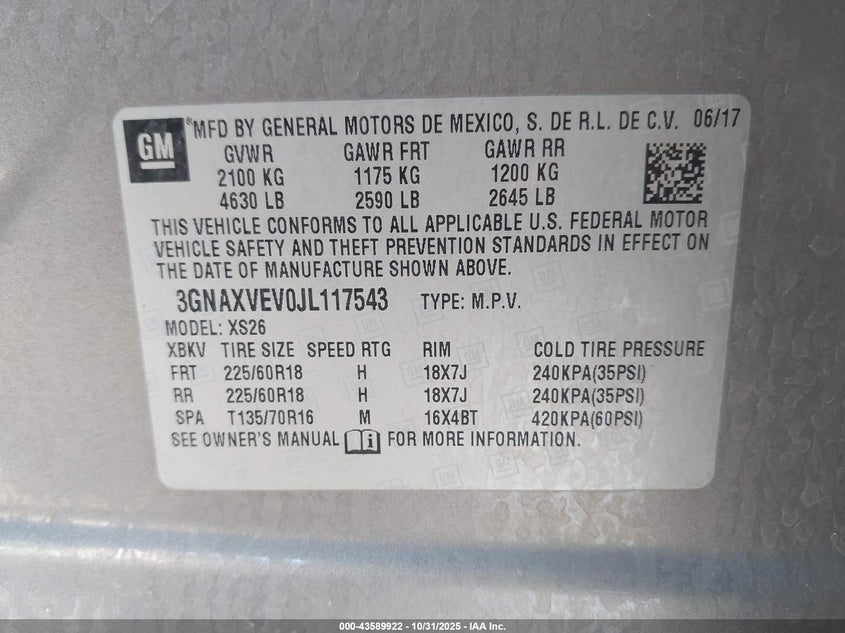 GM
®MFD BY GENERAL MOTORS DE MEXICO, S. DE R.L. DE C.V. 06/17
GVWR GAWR FRT GAWR RR
2100 KG 1175 KG 1200 KG
4630 LB 2590 LB 2645 LB
THIS VEHICLE CONFORMS TO ALL APPLICABLE U.S. FEDERAL MOTOR
VEHICLE SAFETY AND THEFT PREVENTION STANDARDS IN EFFECT ON
THE DATE OF MANUFACTURE SHOWN ABOVE.
3GNAXVEV0JL117543 TYPE: M.P.V.
MODEL: XS26
XBKV TIRE SIZE SPEED RTG RIM COLD TIRE PRESSURE
FRT 225/60R18 H 18X7J 240KPA(35PSI)
RR 225/60R18 H 18X7J 240KPA(35PSI)
SPA T135/70R16 M 16X4BT 420KPA(60PSI)
SEE OWNER'S MANUAL i FOR MORE INFORMATION.
000-43589922 - 10/31/2025 - IAA Inc.